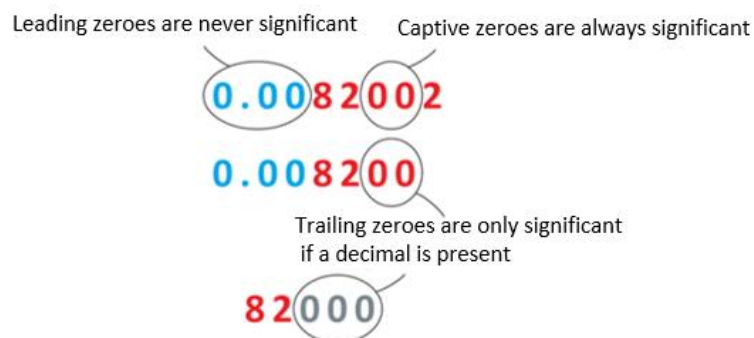 Leading zeroes are never significant
Captive zeroes are always significant
0.0082002
0.008200
Trailing zeroes are only significant
if a decimal is present
82000